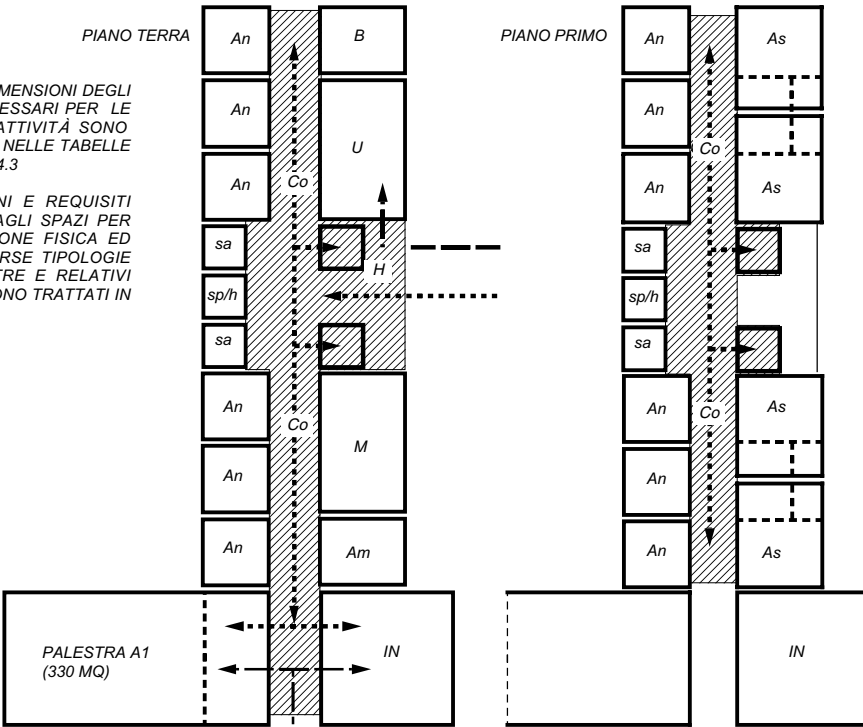 PIANO TERRA
MENSIONI DEGLI
ESSARI PER LE
ATTIVITÀ SONO
NELLE TABELLE
4.3
NI E REQUISITI
AGLI SPAZI PER
ONE FISICA ED
ERSE TIPOLOGIE
TRE E RELATIVI
ONO TRATTATI IN
An
B
An
U
An
Co
sa
H
sp/h
sa
An
Co
M
An
An
Am
PALESTRA A1
(330 MQ)
IN
PIANO PRIMO
An
As
An
Co
An
As
sa
sp/h
sa
An
Co
As
An
An
As
IN